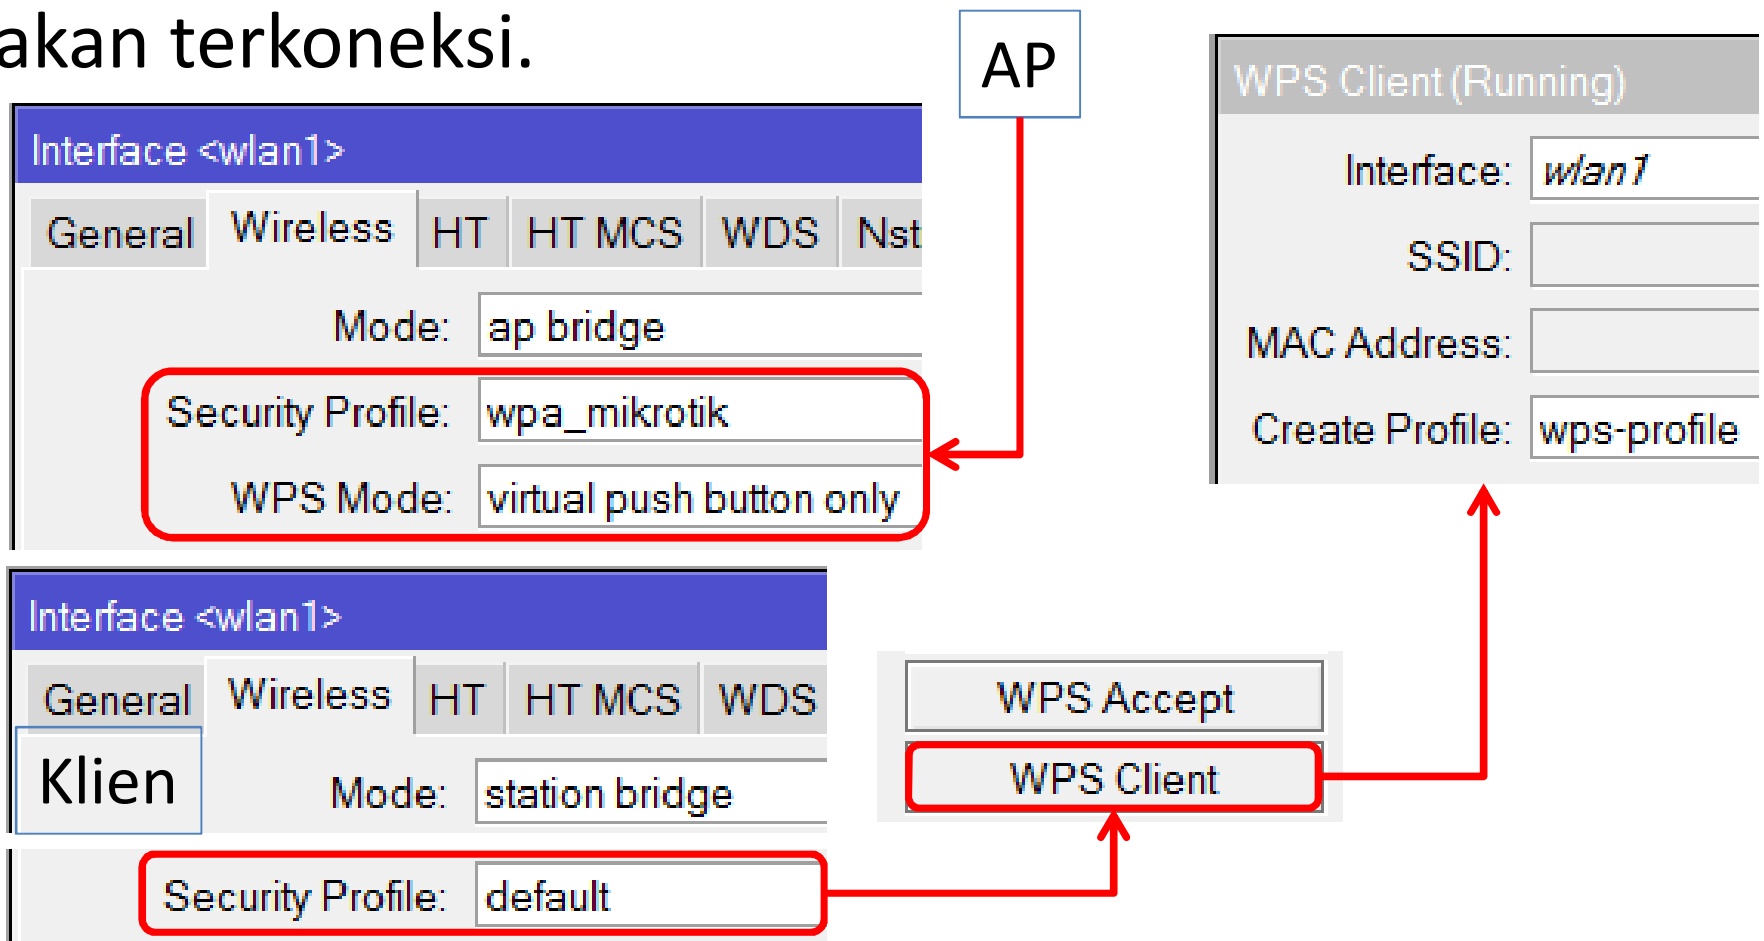 akan terkoneksi.
AP
Interface <wlan1>
General Wireless HT HT MCS WDS Nst
Mode: ap bridge
Security Profile: wpa_mikrotik
WPS Mode: virtual push button only
WPS Client (Running)
Interface: wlan1
SSID:
MAC Address:
Create Profile: wps-profile
Interface <wlan1>
General Wireless HT HT MCS WDS
Klien
Mode: station bridge
Security Profile: default
WPS Accept
WPS Client